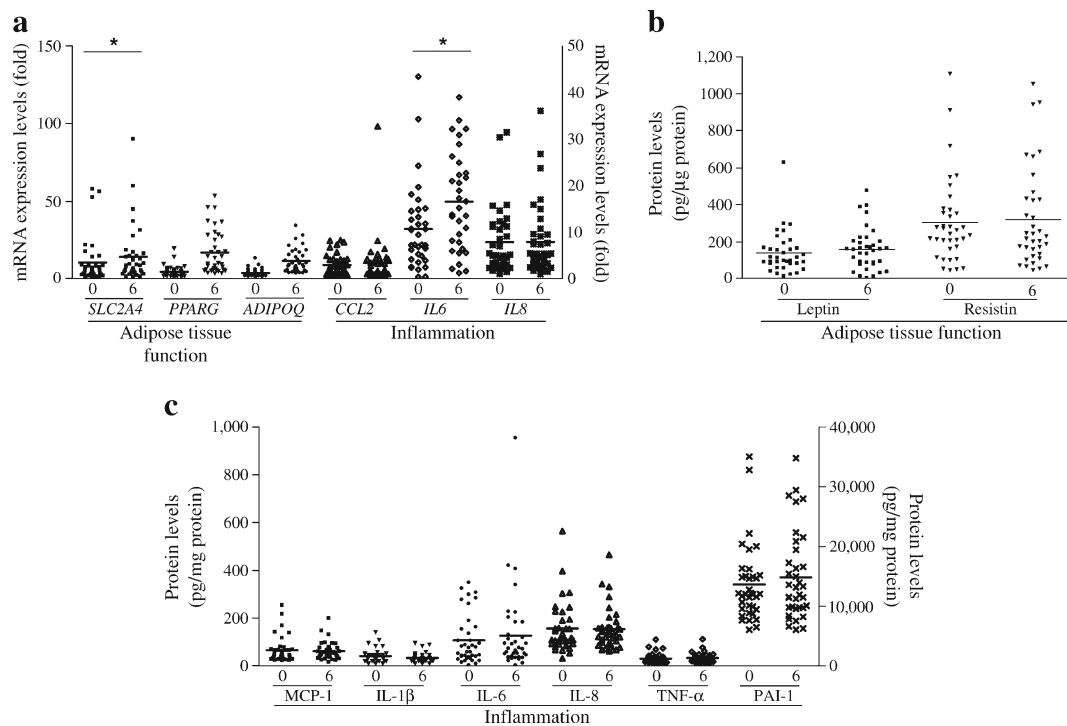 a
mRNA expression levels (fold)
150
100
50
0
*
*
50
40
30
20
10
0
mRNA expression levels (fold)
0 6 0 6 0 6 0 6 0 6 0 6
SLC2A4 PPARG ADIPOQ CCL2 IL6 IL8
Adipose tissue
function
Inflammation
b
Protein levels
(pg/µg protein)
1,200
1,000
800
600
400
200
0
0 6 0 6
Leptin Resistin
Adipose tissue function
c
Protein levels
(pg/mg protein)
1,000
800
600
400
200
0
40,000
30,000
20,000
10,000
0
Protein levels
(pg/mg protein)
0 6 0 6 0 6 0 6 0 6 0 6
MCP-1 IL-1β IL-6 IL-8 TNF-α PAI-1
Inflammation